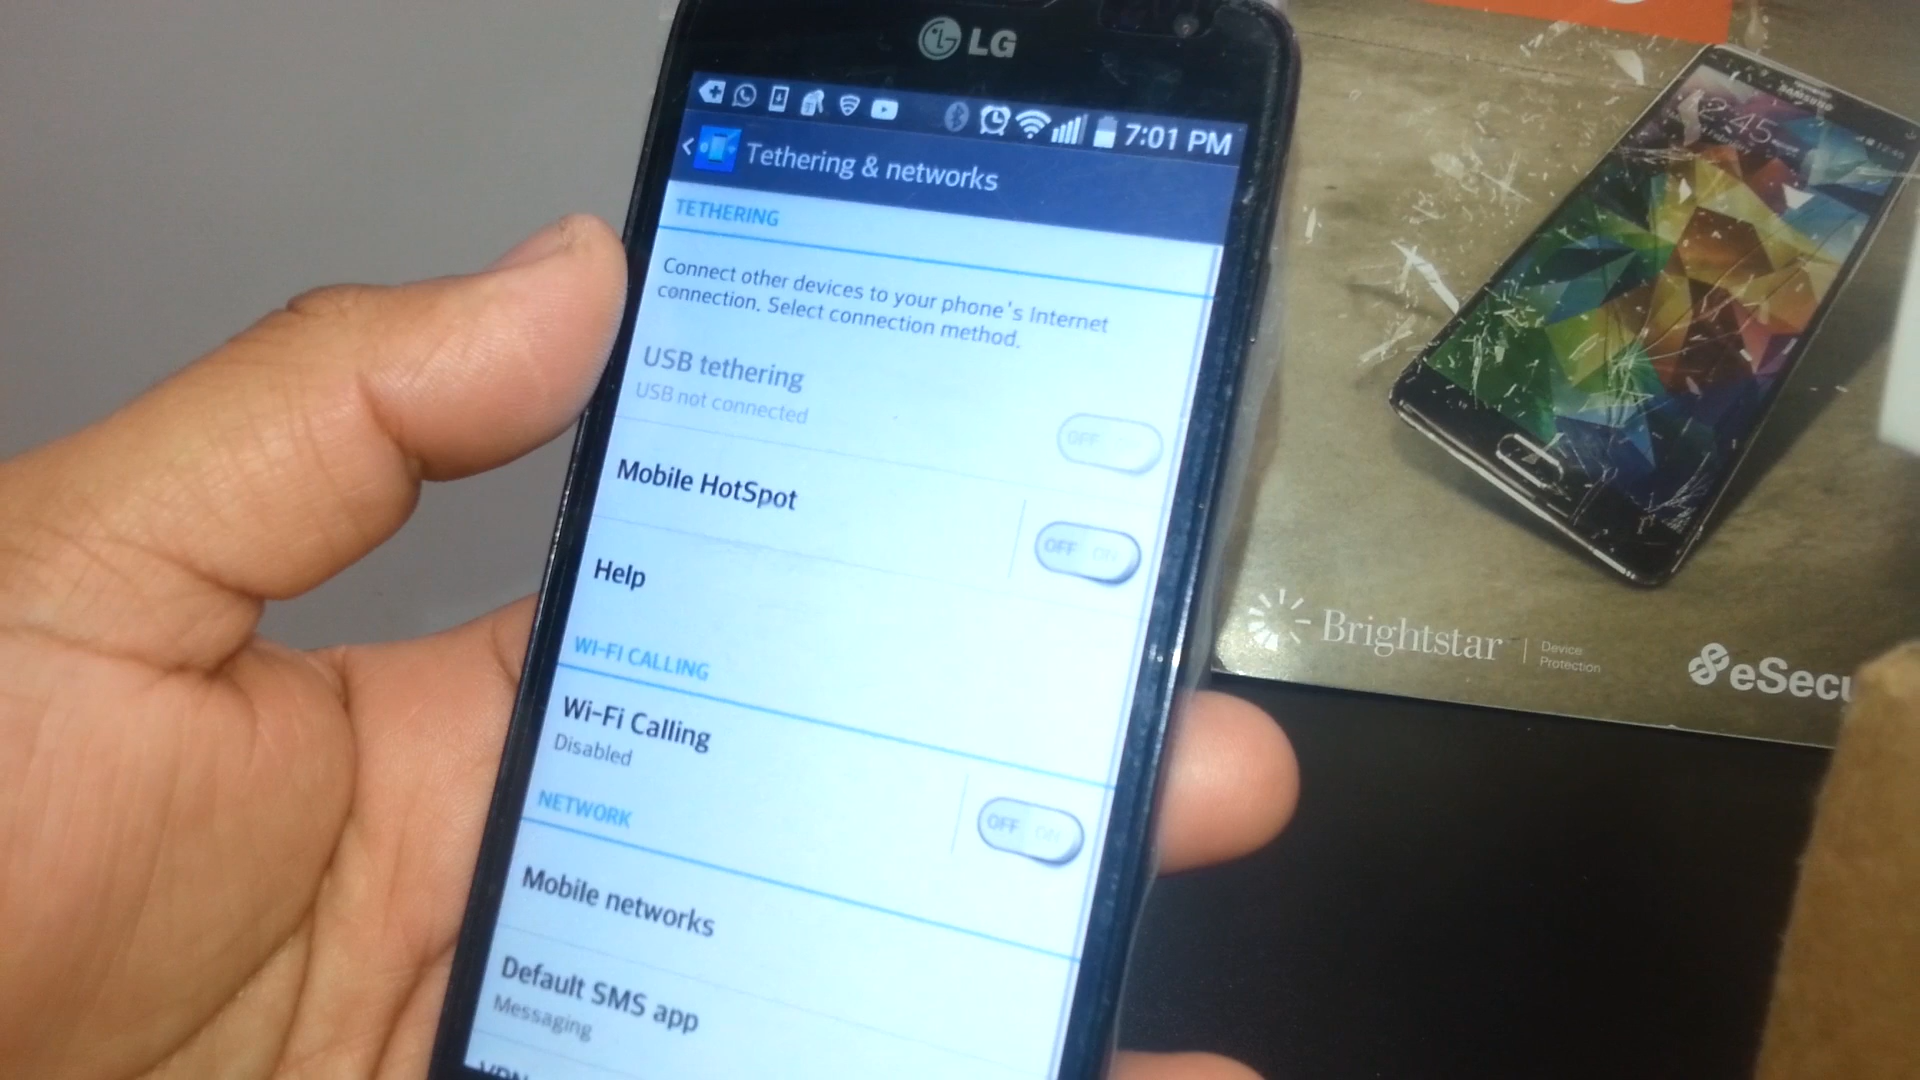 LG
7:01 PM
Tethering & networks
TETHERING
Connect other devices to your phone's Internet
connection. Select connection method.
USB tethering
USB not connected
OFF
Mobile HotSpot
OFF ON
Help
WI-FI CALLING
Wi-Fi Calling
Disabled
OFF ON
NETWORK
Mobile networks
Default SMS app
Messaging
VPN
SAMSUNG
Brightstar
Device
Protection
eSecu